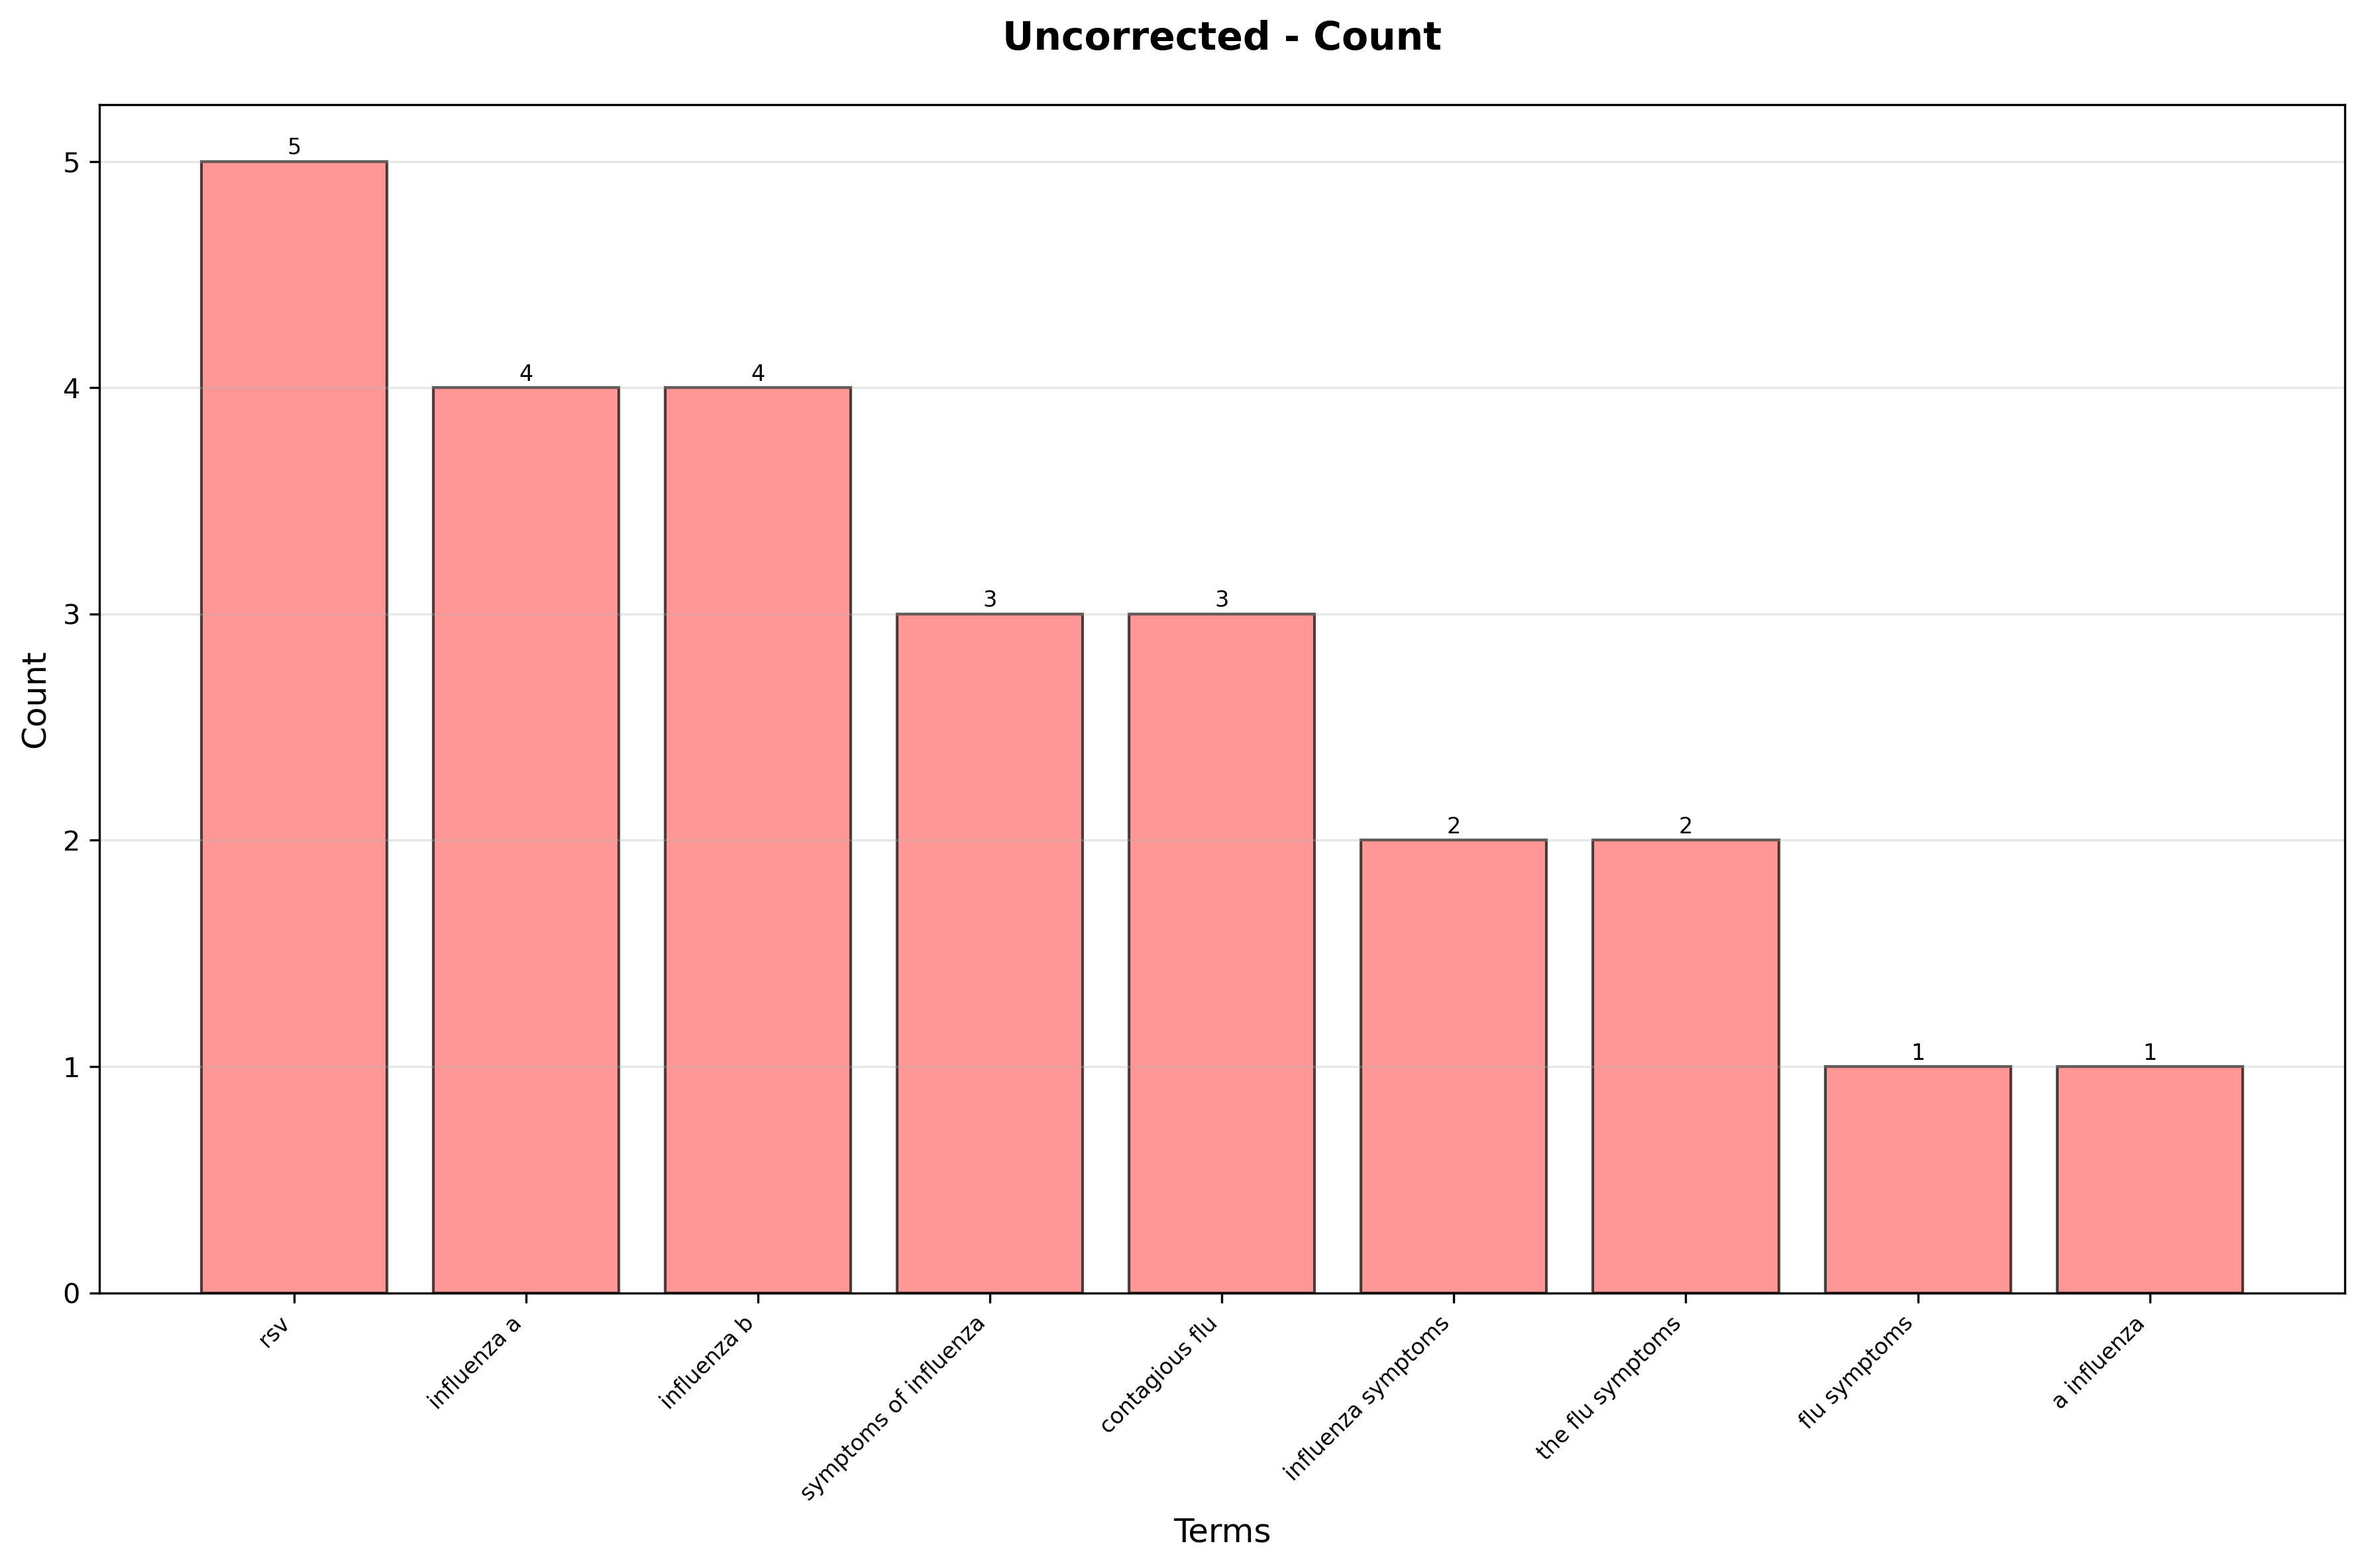 Uncorrected - Count
5
4
4
3
3
2
2
1
1
5
4
3
2
1
0
Count
rsv
influenza a
influenza b
symptoms of influenza
contagious flu
influenza symptoms
the flu symptoms
flu symptoms
a influenza
Terms